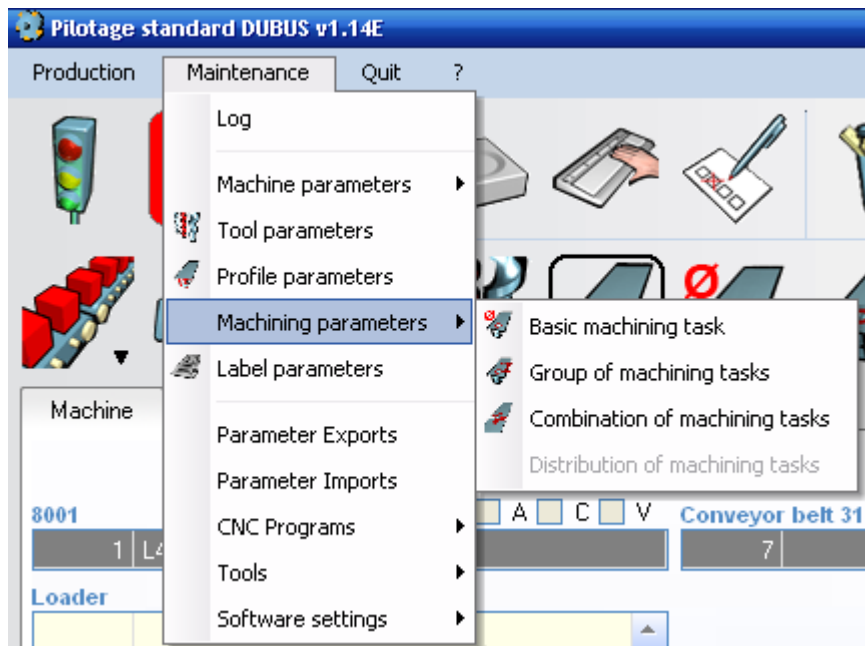 Pilotage standard DUBUS v1.14E
Production Maintenance Quit ?
Log
Machine parameters
Tool parameters
Profile parameters
Machining parameters
Basic machining task
Group of machining tasks
Label parameters
Combination of machining tasks
Machine
Distribution of machining tasks
Parameter Exports
Parameter Imports
8001
A C V
Conveyor belt 31
CNC Programs
1 L4
7
Tools
Loader
Software settings